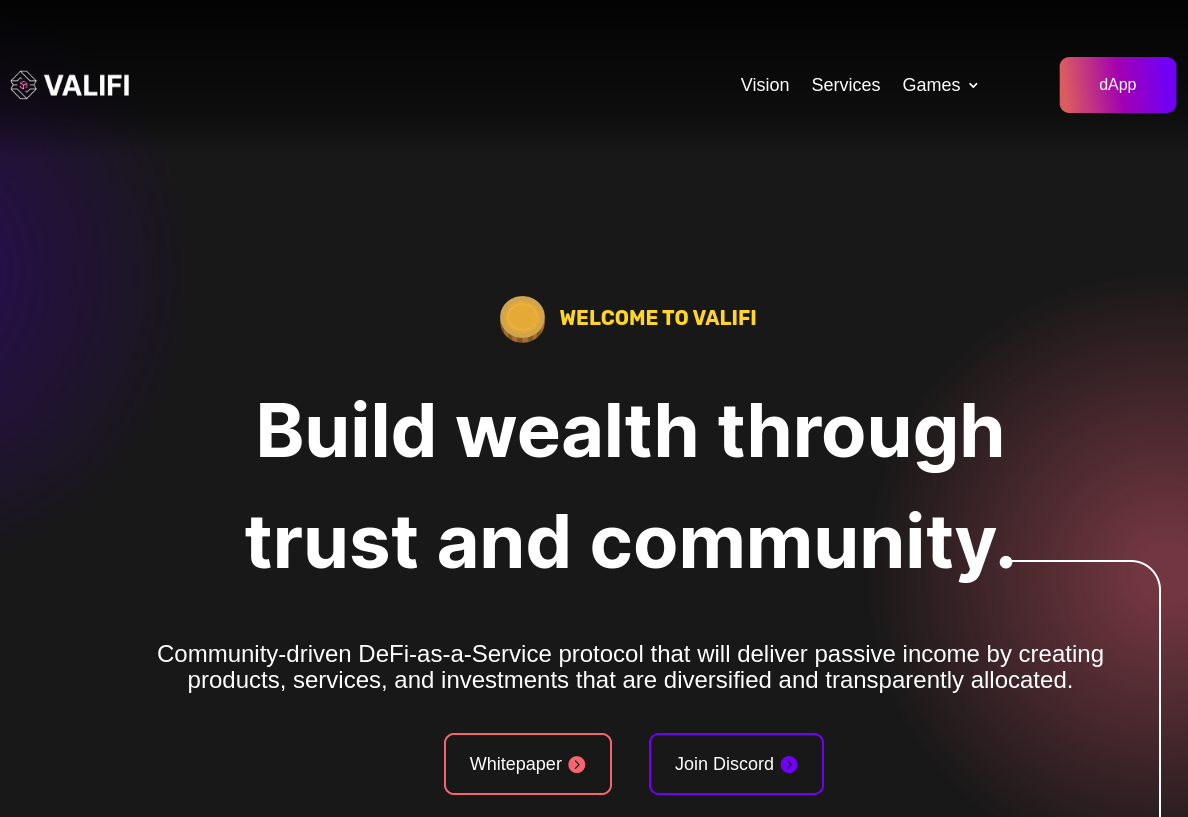 VALIFI
Vision
Services
Games
dApp
WELCOME TO VALIFI
Build wealth through
trust and community.
Community-driven DeFi-as-a-Service protocol that will deliver passive income by creating
products, services, and investments that are diversified and transparently allocated.
Whitepaper
Join Discord